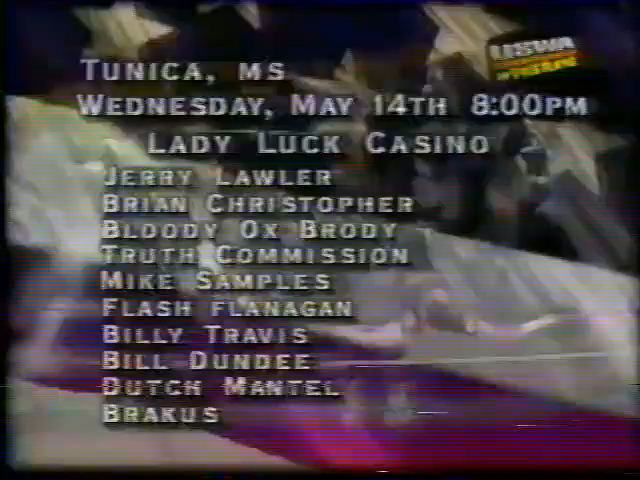 USWA
TUNICA, MS
WEDNESDAY, MAY 14TH 8:00PM
LADY LUCK CASINO
JERRY LAWLER
BRIAN CHRISTOPHER
BLOODY OX BRODY
TRUTH COMMISSION
MIKE SAMPLES
FLASH FLANAGAN
BILLY TRAVIS
BILL DUNDEE
DUTCH MANTEL
BRAKUS